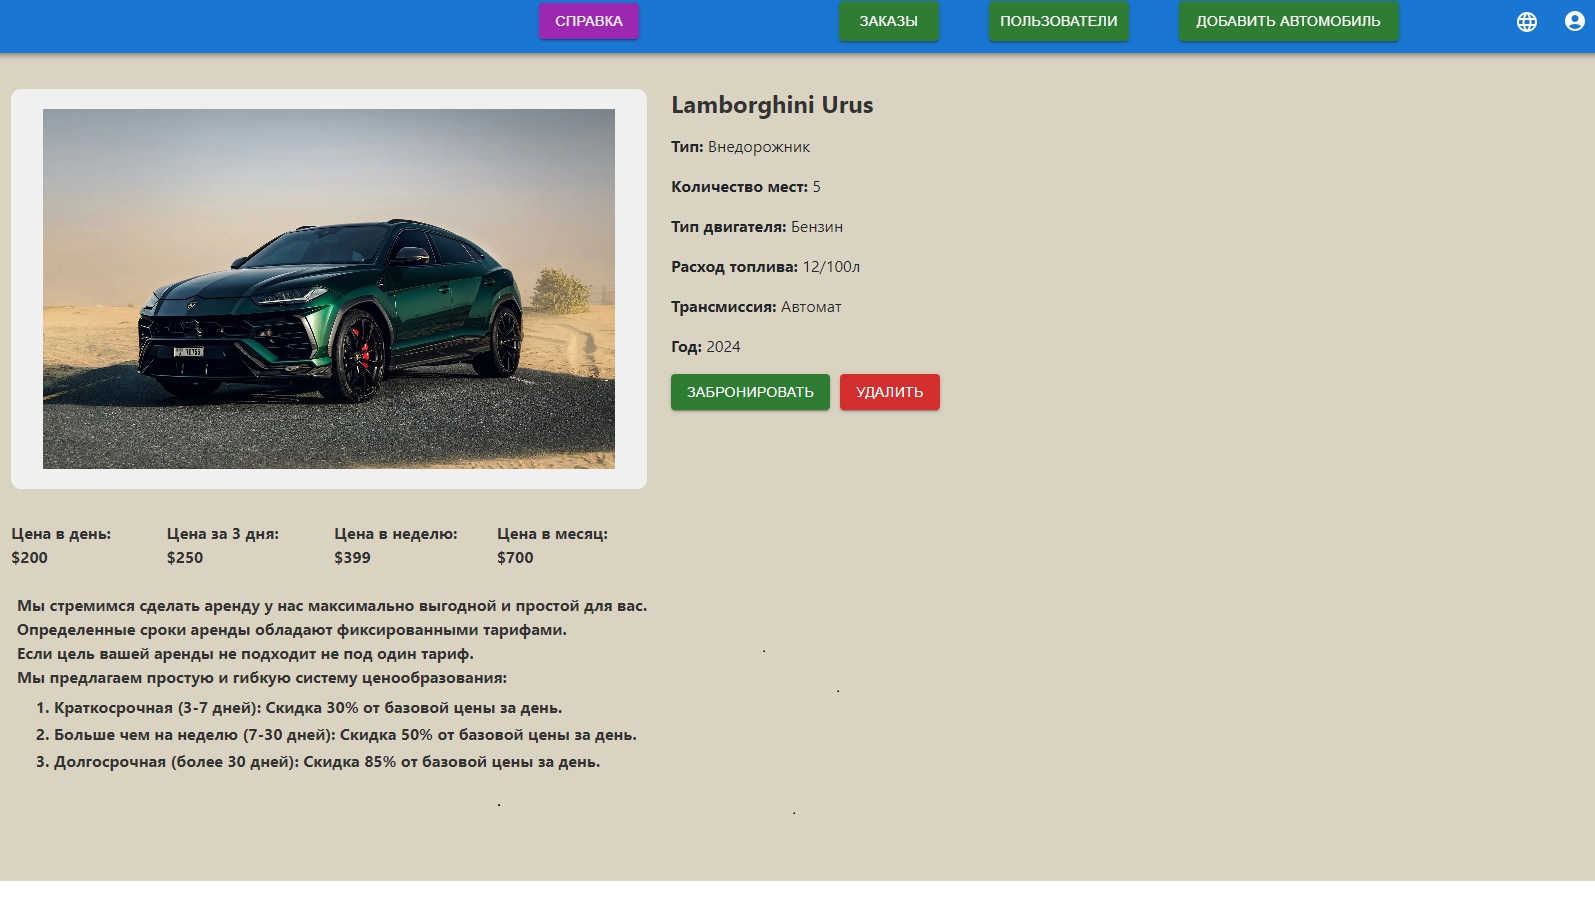 СПРАВКА
ЗАКАЗЫ
ПОЛЬЗОВАТЕЛИ
ДОБАВИТЬ АВТОМОБИЛЬ
Lamborghini Urus
Тип: Внедорожник
Количество мест: 5
Тип двигателя: Бензин
Расход топлива: 12/100л
Трансмиссия: Автомат
Год: 2024
ЗАБРОНИРОВАТЬ
УДАЛИТЬ
Цена в день:
$200
Цена за 3 дня:
$250
Цена в неделю:
$399
Цена в месяц:
$700
Мы стремимся сделать аренду у нас максимально выгодной и простой для вас.
Определенные сроки аренды обладают фиксированными тарифами.
Если цель вашей аренды не подходит не под один тариф.
Мы предлагаем простую и гибкую систему ценообразования:
1. Краткосрочная (3-7 дней): Скидка 30% от базовой цены за день.
2. Больше чем на неделю (7-30 дней): Скидка 50% от базовой цены за день.
3. Долгосрочная (более 30 дней): Скидка 85% от базовой цены за день.